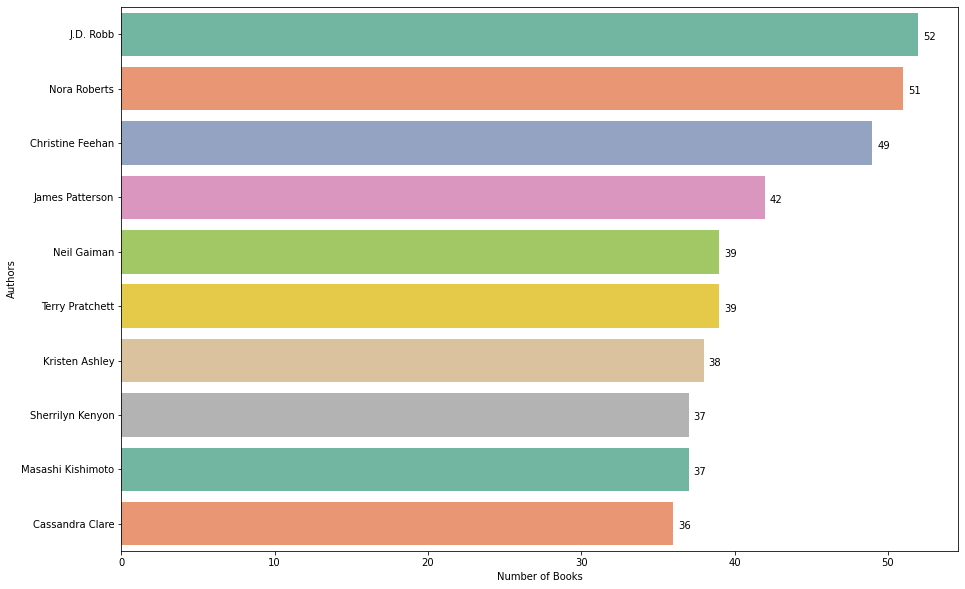 J.D. Robb 52
Nora Roberts 51
Christine Feehan 49
James Patterson 42
Neil Gaiman 39
Terry Pratchett 39
Kristen Ashley 38
Sherrilyn Kenyon 37
Masashi Kishimoto 37
Cassandra Clare 36
Authors
0 10 20 30 40 50
Number of Books